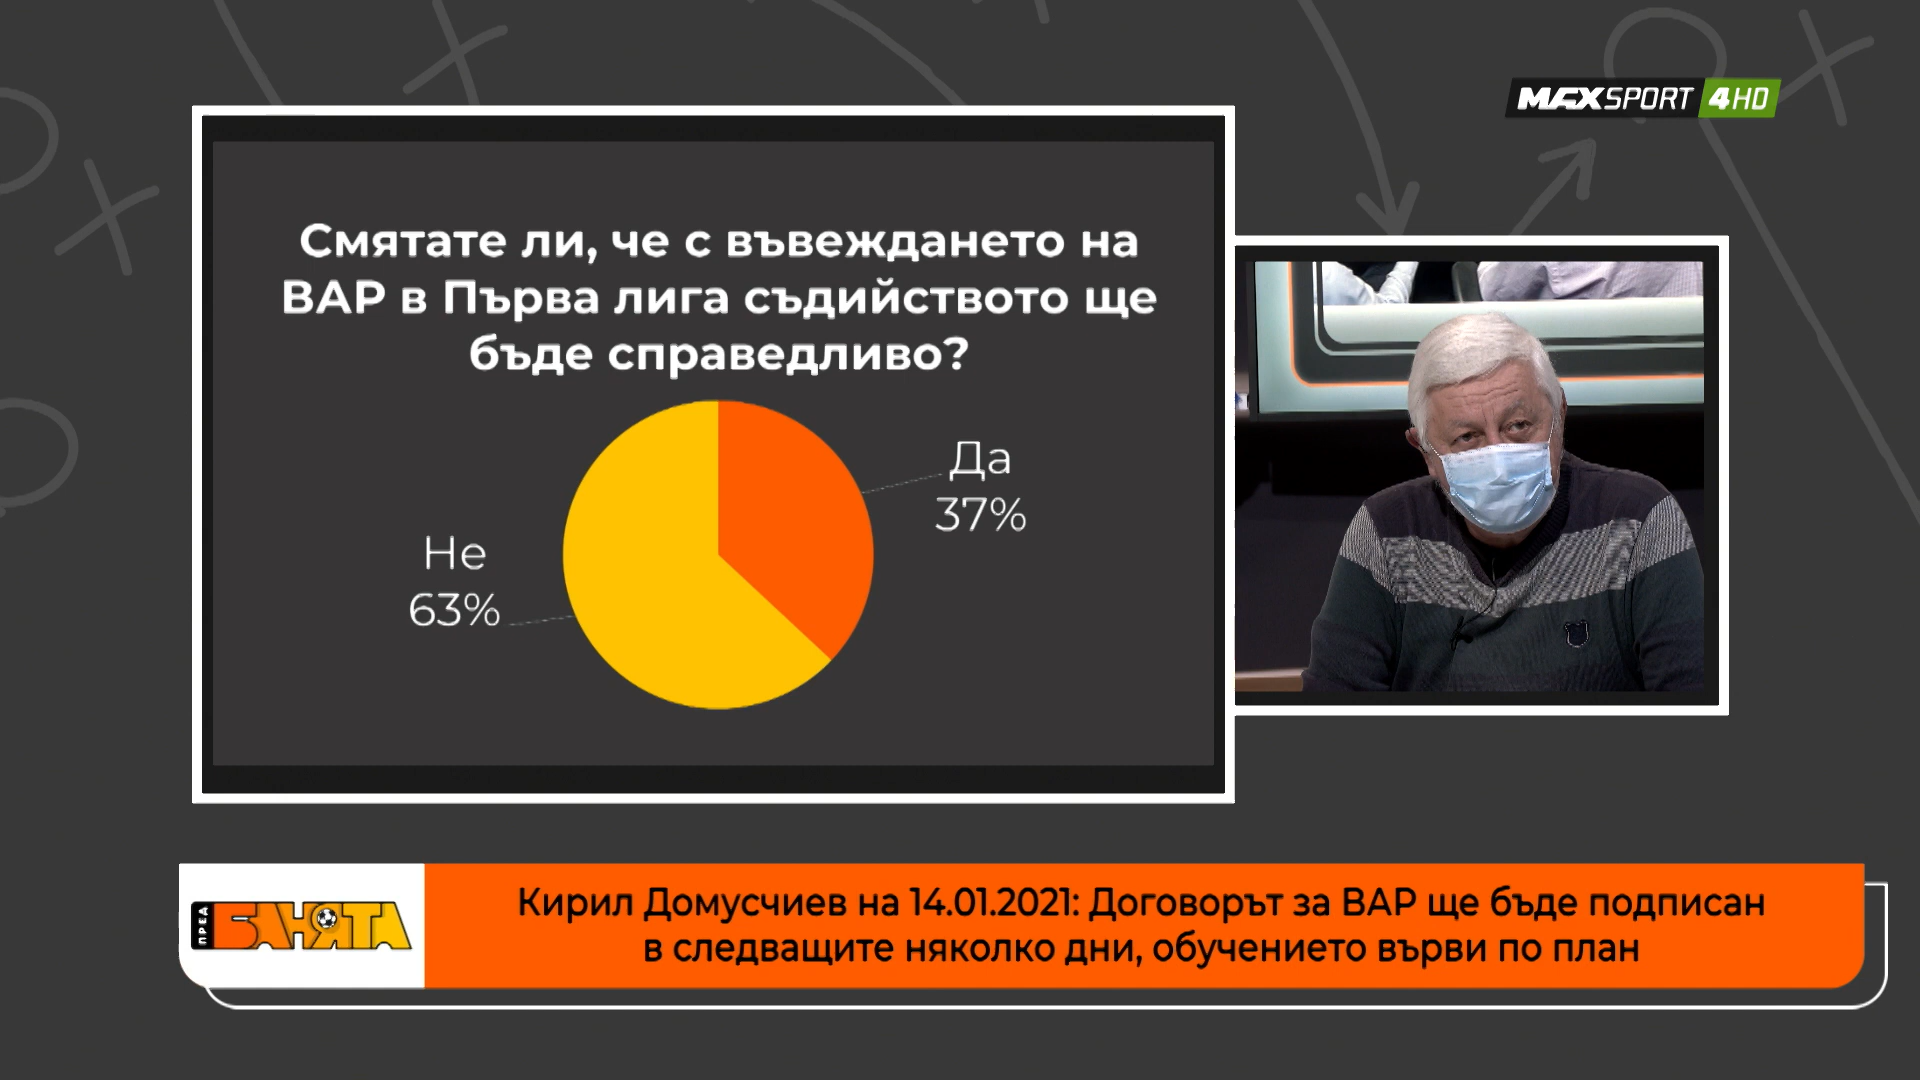 MAXSPORT 4HD
Смятате ли, че с въвеждането на
ВАР в Първа лига съдийството ще
бъде справедливо?
Да
37%
Не
63%
ПРЕД
БАНЯТА
Кирил Домусчиев на 14.01.2021: Договорът за ВАР ще бъде подписан
в следващите няколко дни, обучението върви по план